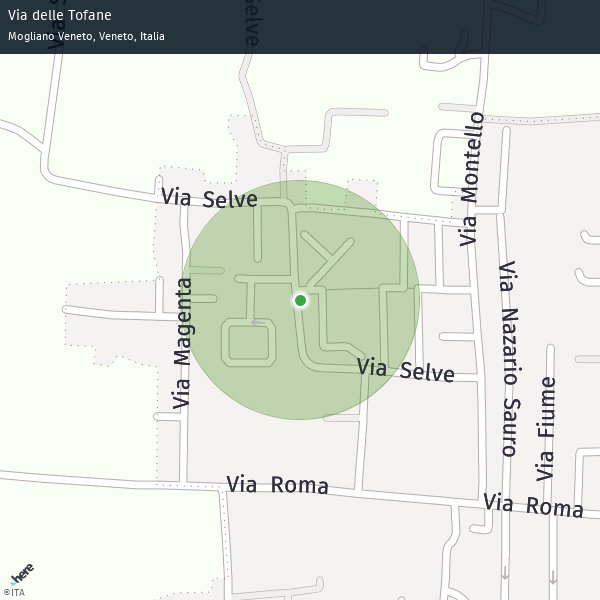 Via delle Tofane
Mogliano Veneto, Veneto, Italia
Via S
Selve
Via Montello
Via Selve
Via Magenta
Via Nazario Sauro
Via Selve
Via Fiume
Via Roma
Via Roma
here
©ITA